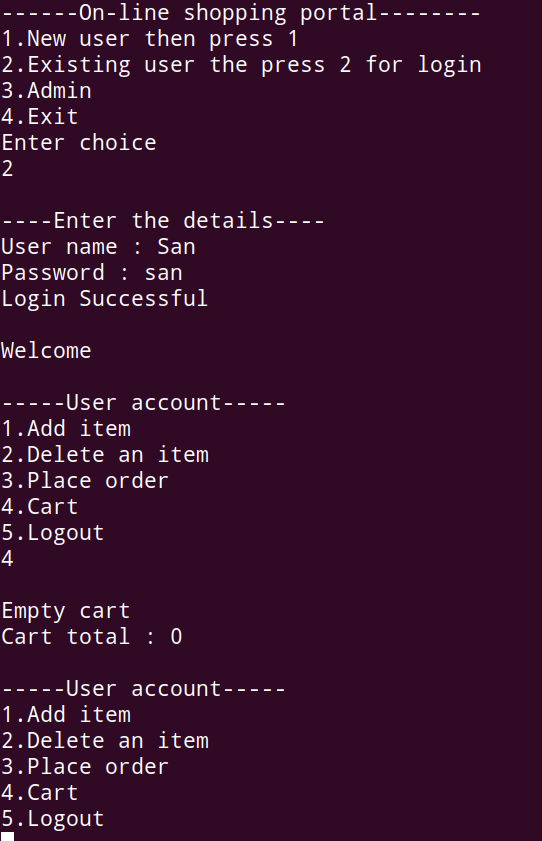 ------On-line shopping portal--------
1.New user then press 1
2.Existing user the press 2 for login
3.Admin
4.Exit
Enter choice
2
----Enter the details----
User name : San
Password : san
Login Successful
Welcome
-----User account-----
1.Add item
2.Delete an item
3.Place order
4.Cart
5.Logout
4
Empty cart
Cart total : 0
-----User account-----
1.Add item
2.Delete an item
3.Place order
4.Cart
5.Logout